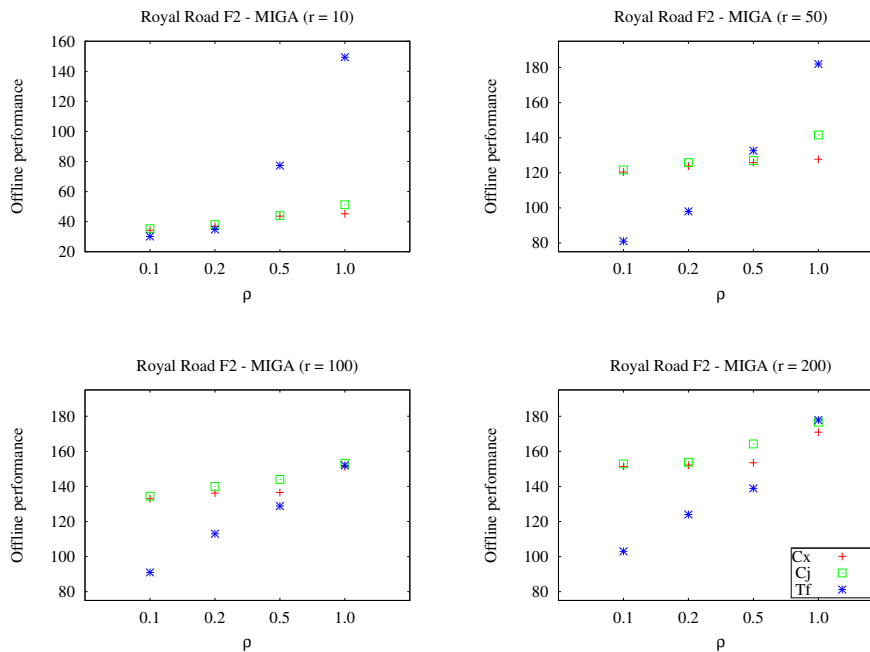 Royal Road F2 - MIGA (r = 10)
Offline performance
160
140
120
100
80
60
40
20
0.1 0.2 0.5 1.0
ρ
Royal Road F2 - MIGA (r = 50)
Offline performance
180
160
140
120
100
80
0.1 0.2 0.5 1.0
ρ
Royal Road F2 - MIGA (r = 100)
Offline performance
180
160
140
120
100
80
0.1 0.2 0.5 1.0
ρ
Royal Road F2 - MIGA (r = 200)
Offline performance
180
160
140
120
100
80
0.1 0.2 0.5 1.0
ρ
Cx
Cj
Tf